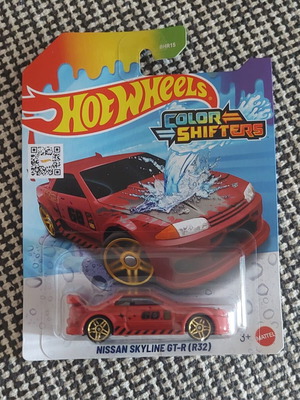 HOT WHEELS
COLOR
SHIFTERS
NISSAN SKYLINE GT-R (R32)
3+
MATTEL